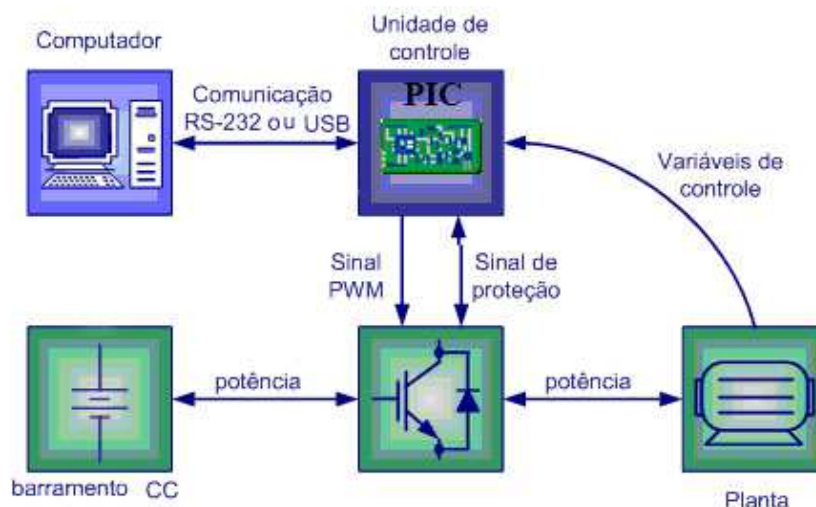 Computador
Unidade de
controle
PIC
Comunicação
RS-232 ou USB
Variáveis de
controle
Sinal
PWM
Sinal de
proteção
potência
potência
barramento CC
Planta